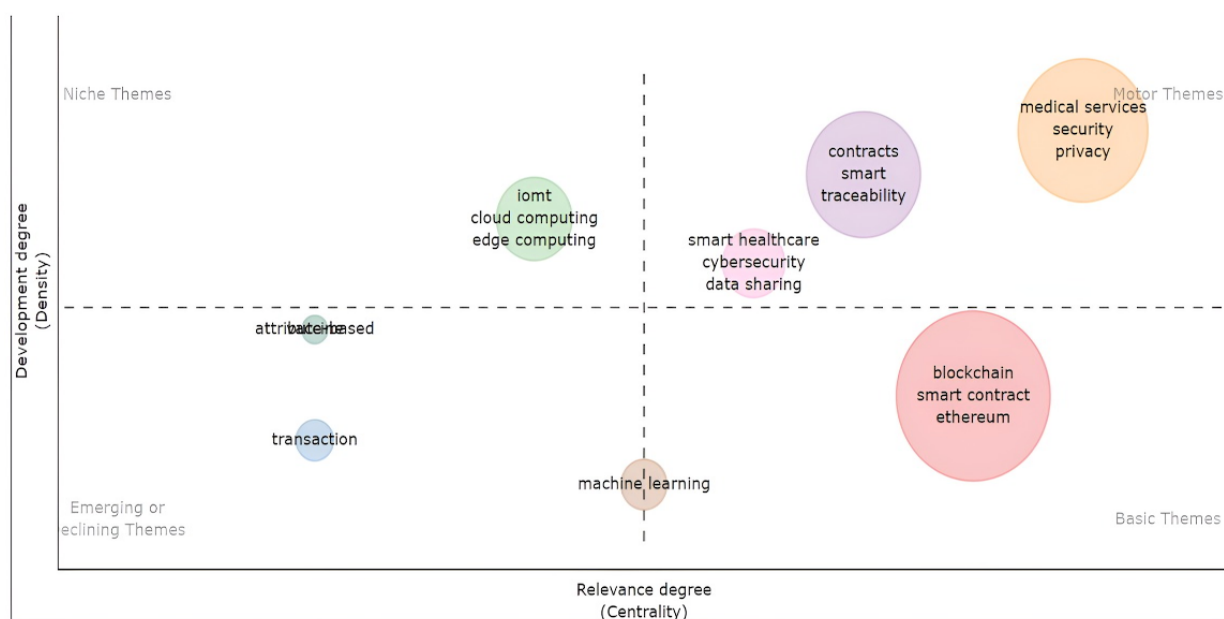 Niche Themes
Motor Themes
medical services
security
privacy
contracts
smart
traceability
iomt
cloud computing
edge computing
smart healthcare
cybersecurity
data sharing
attribute-based
blockchain
smart contract
ethereum
transaction
machine learning
Emerging or
eclining Themes
Basic Themes
Development degree
(Density)
Relevance degree
(Centrality)